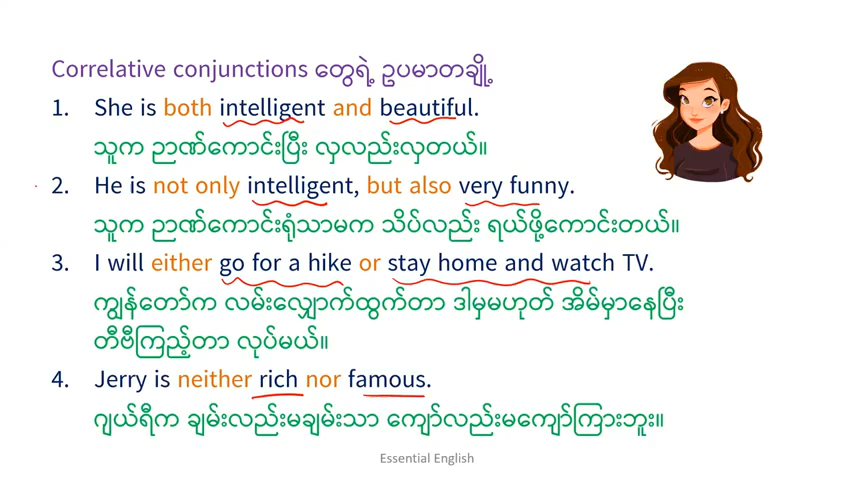 Correlative conjunctions တွေရဲ့ ဥပမာတချို့
1. She is both intelligent and beautiful.
သူက ဉာဏ်ကောင်းပြီး လှလည်းလှတယ်။
2. He is not only intelligent, but also very funny.
သူက ဉာဏ်ကောင်းရုံသာမက သိပ်လည်း ရယ်ဖို့ကောင်းတယ်။
3. I will either go for a hike or stay home and watch TV.
ကျွန်တော်က လမ်းလျှောက်ထွက်တာ ဒါမှမဟုတ် အိမ်မှာနေပြီး
တီဗီကြည့်တာ လုပ်မယ်။
4. Jerry is neither rich nor famous.
ဂျယ်ရီက ချမ်းလည်းမချမ်းသာ ကျော်လည်းမကျော်ကြားဘူး။
Essential English